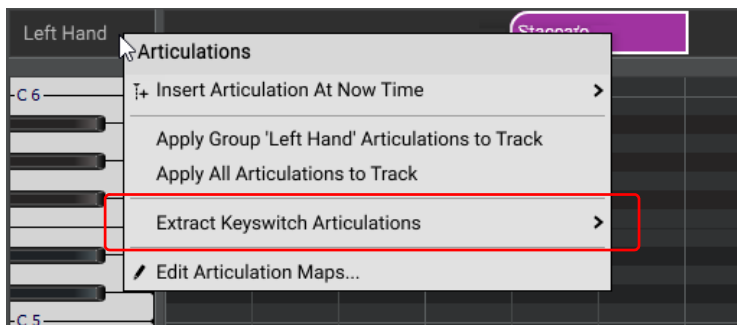 Left Hand
Staccato
Articulations
Insert Articulation At Now Time
-C 6
Apply Group 'Left Hand' Articulations to Track
Apply All Articulations to Track
Extract Keyswitch Articulations
Edit Articulation Maps...
-C 5